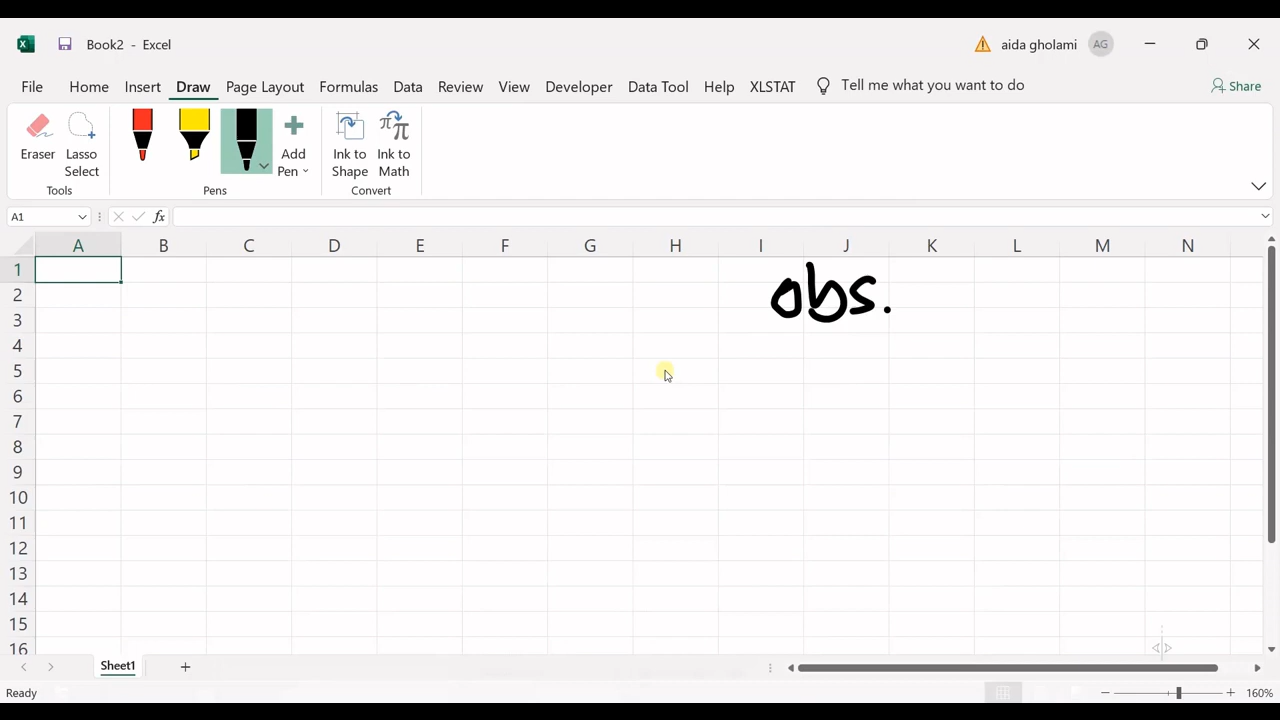 Book2 - Excel
aida gholami AG
File Home Insert Draw Page Layout Formulas Data Review View Developer Data Tool Help XLSTAT Tell me what you want to do Share
Eraser Lasso Select Add Pen Ink to Shape Ink to Math
Tools Pens Convert
A1 fx
A B C D E F G H I J K L M N
1
obs.
2
3
4
5
6
7
8
9
10
11
12
13
14
15
16
Sheet1
Ready 160%